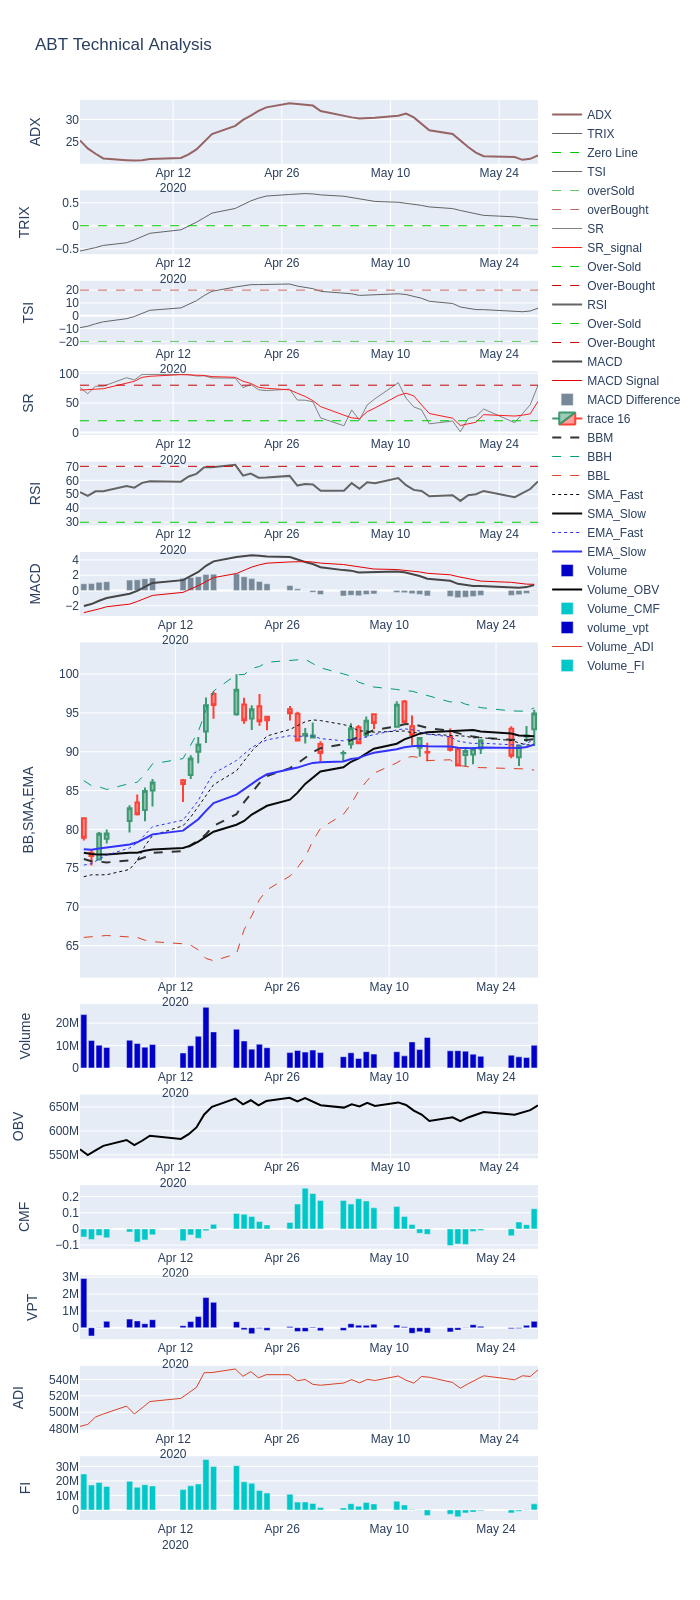 ABT Technical Analysis
ADX
30
25
Apr 12
2020
Apr 26
May 10
May 24
TRIX
0.5
0
−0.5
Apr 12
2020
Apr 26
May 10
May 24
TSI
20
10
0
−10
−20
Apr 12
2020
Apr 26
May 10
May 24
SR
100
50
0
Apr 12
2020
Apr 26
May 10
May 24
RSI
70
60
50
40
30
Apr 12
2020
Apr 26
May 10
May 24
MACD
4
2
0
−2
Apr 12
2020
Apr 26
May 10
May 24
BB,SMA,EMA
100
95
90
85
80
75
70
65
Apr 12
2020
Apr 26
May 10
May 24
Volume
20M
10M
0
Apr 12
2020
Apr 26
May 10
May 24
OBV
650M
600M
550M
Apr 12
2020
Apr 26
May 10
May 24
CMF
0.2
0.1
0
−0.1
Apr 12
2020
Apr 26
May 10
May 24
VPT
3M
2M
1M
0
Apr 12
2020
Apr 26
May 10
May 24
ADI
540M
520M
500M
480M
Apr 12
2020
Apr 26
May 10
May 24
FI
30M
20M
10M
0
Apr 12
2020
Apr 26
May 10
May 24
ADX
TRIX
Zero Line
TSI
overSold
overBought
SR
SR_signal
Over-Sold
Over-Bought
RSI
Over-Sold
Over-Bought
MACD
MACD Signal
MACD Difference
trace 16
BBM
BBH
BBL
SMA_Fast
SMA_Slow
EMA_Fast
EMA_Slow
Volume
Volume_OBV
Volume_CMF
volume_vpt
Volume_ADI
Volume_FI